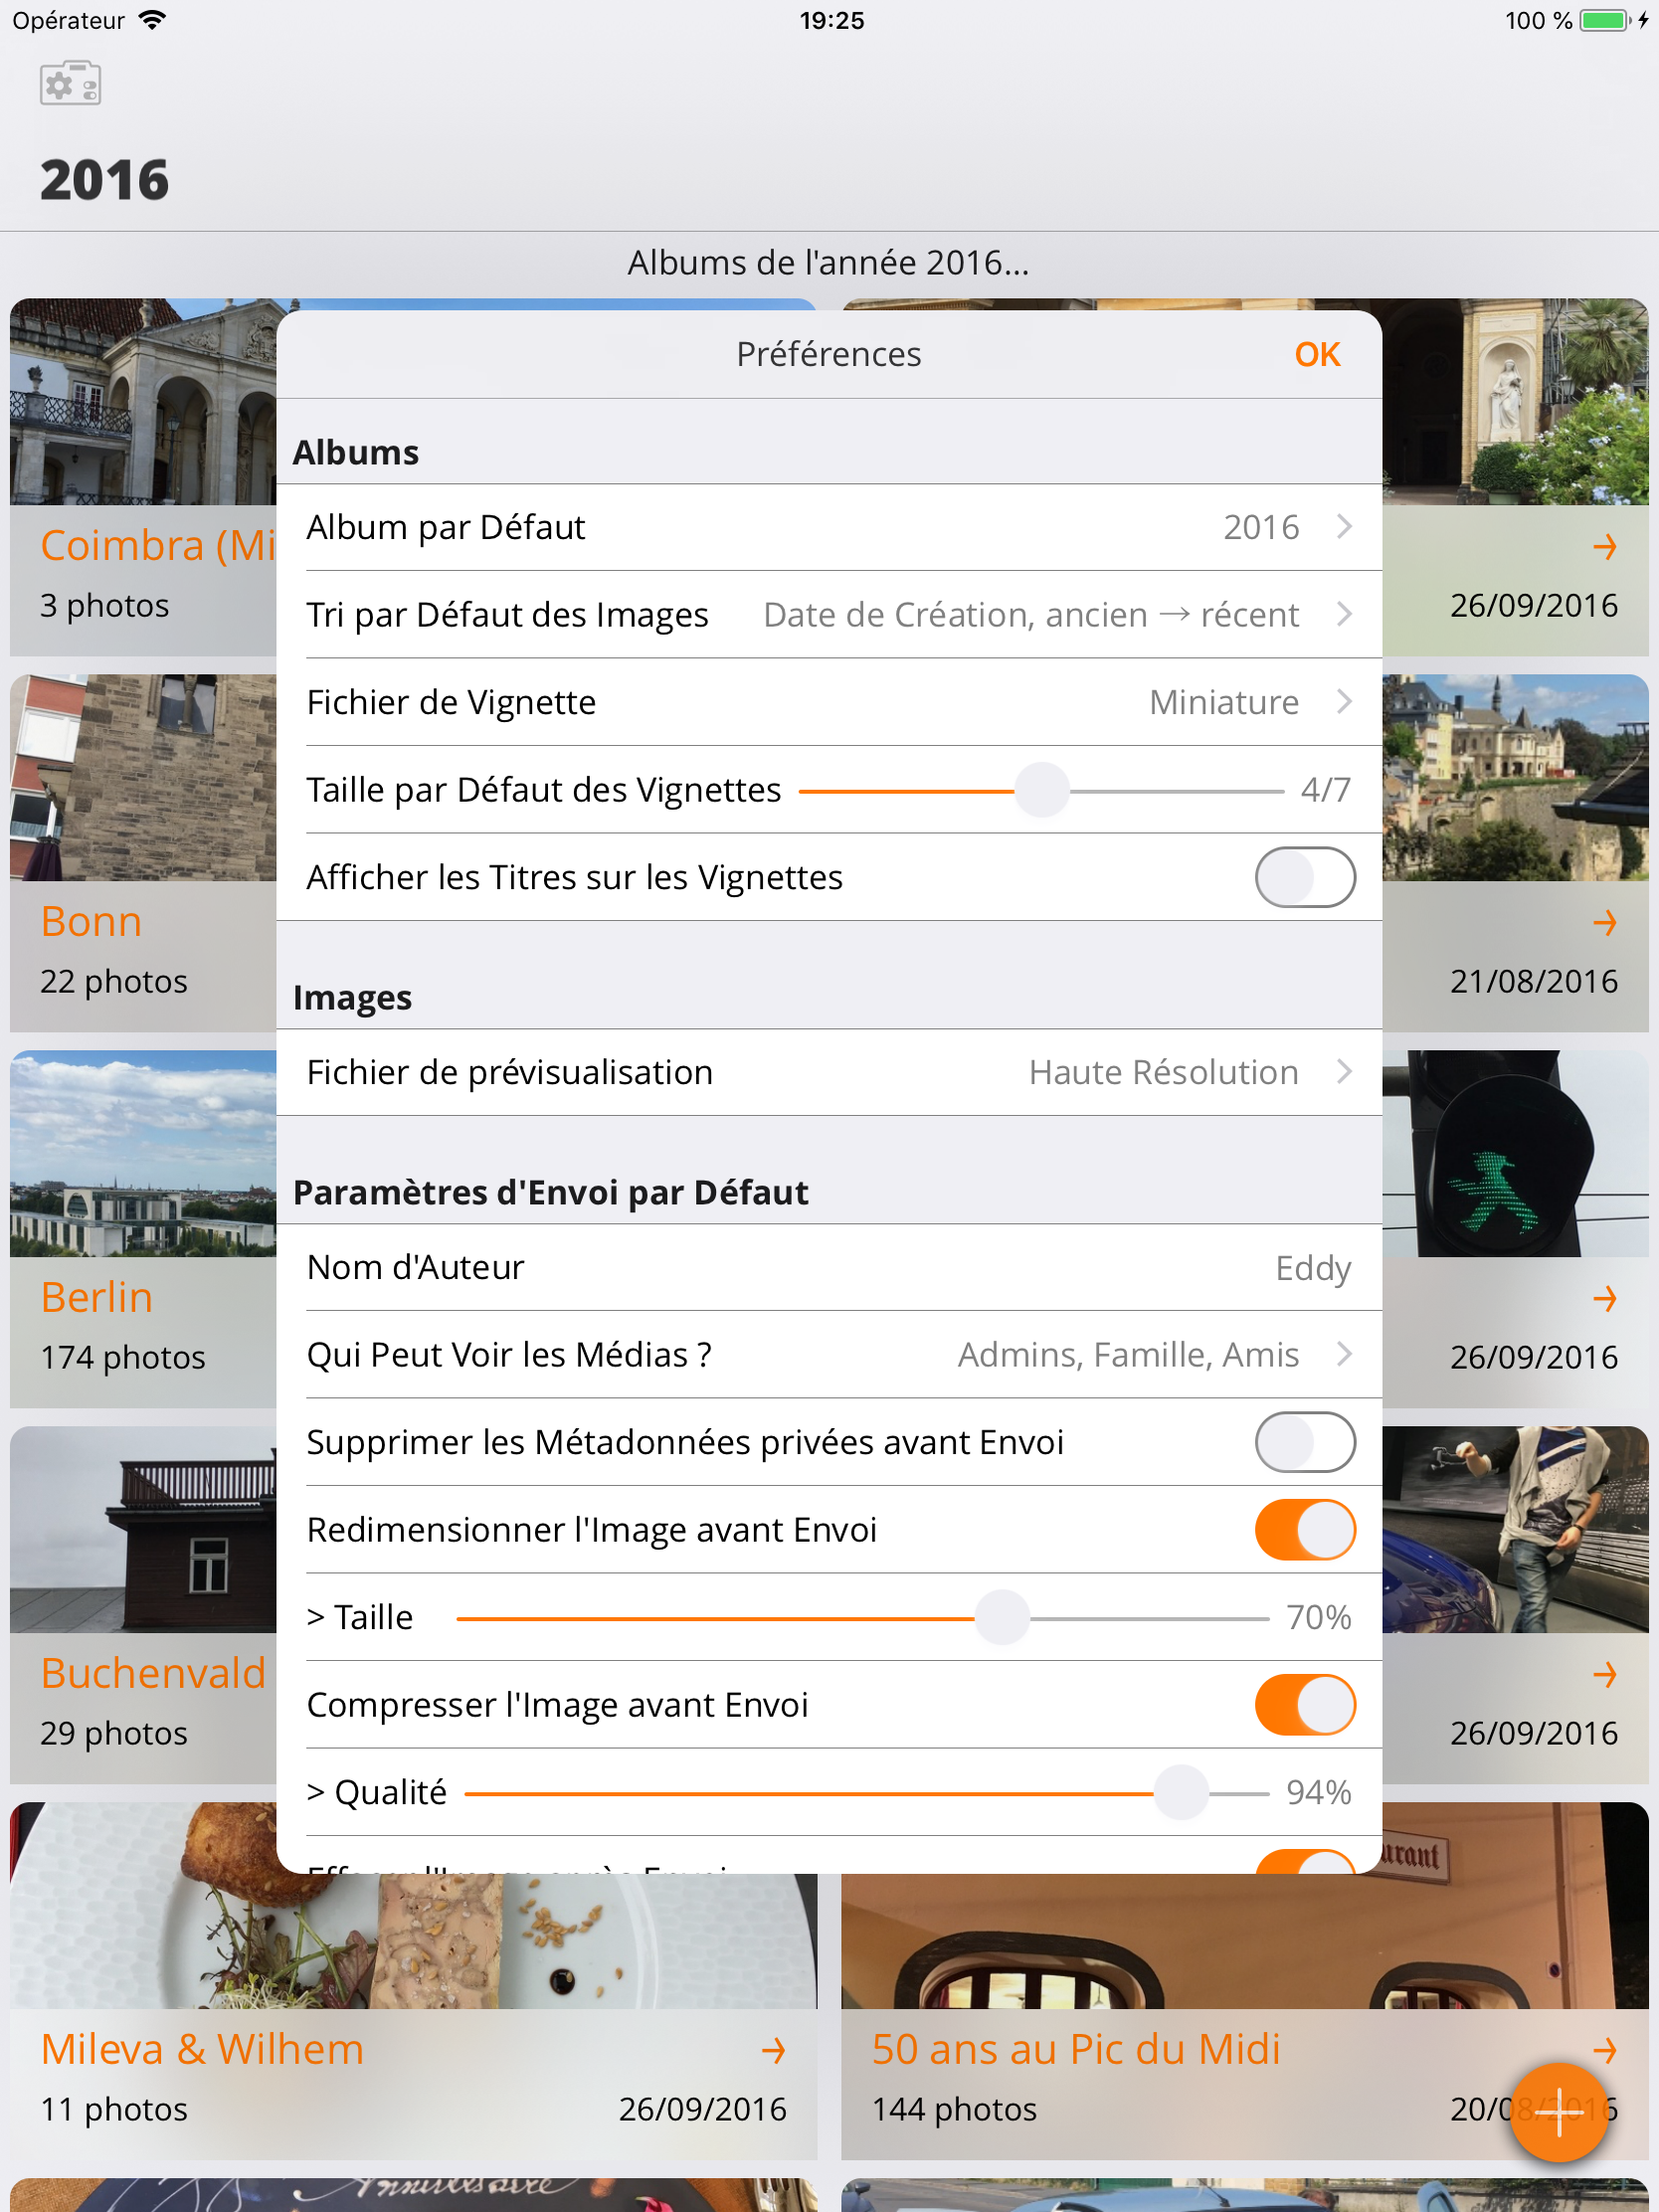 Opérateur 19:25 100 %
2016
Albums de l'année 2016...
Préférences OK
Albums
Album par Défaut 2016
Tri par Défaut des Images Date de Création, ancien → récent
Fichier de Vignette Miniature
Taille par Défaut des Vignettes 4/7
Afficher les Titres sur les Vignettes
Images
Fichier de prévisualisation Haute Résolution
Paramètres d'Envoi par Défaut
Nom d'Auteur Eddy
Qui Peut Voir les Médias ? Admins, Famille, Amis
Supprimer les Métadonnées privées avant Envoi
Redimensionner l'Image avant Envoi
> Taille 70%
Compresser l'Image avant Envoi
> Qualité 94%
Coimbra (Mi
3 photos
26/09/2016
Bonn
22 photos
21/08/2016
Berlin
174 photos
26/09/2016
Buchenvald
29 photos
26/09/2016
urant
Mileva & Wilhem
11 photos 26/09/2016
50 ans au Pic du Midi
144 photos 20/08/2016
Anniversaire